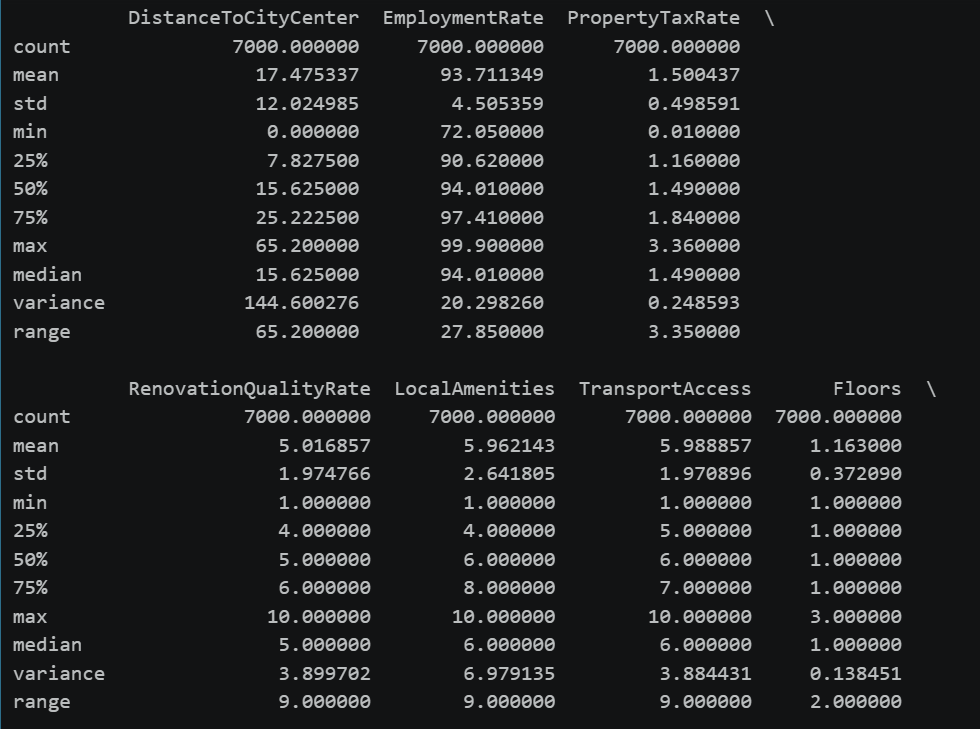 DistanceToCityCenter EmploymentRate PropertyTaxRate \
count 7000.000000 7000.000000 7000.000000
mean 17.475337 93.711349 1.500437
std 12.024985 4.505359 0.498591
min 0.000000 72.050000 0.010000
25% 7.827500 90.620000 1.160000
50% 15.625000 94.010000 1.490000
75% 25.222500 97.410000 1.840000
max 65.200000 99.900000 3.360000
median 15.625000 94.010000 1.490000
variance 144.600276 20.298260 0.248593
range 65.200000 27.850000 3.350000
RenovationQualityRate LocalAmenities TransportAccess Floors \
count 7000.000000 7000.000000 7000.000000 7000.000000
mean 5.016857 5.962143 5.988857 1.163000
std 1.974766 2.641805 1.970896 0.372090
min 1.000000 1.000000 1.000000 1.000000
25% 4.000000 4.000000 5.000000 1.000000
50% 5.000000 6.000000 6.000000 1.000000
75% 6.000000 8.000000 7.000000 1.000000
max 10.000000 10.000000 10.000000 3.000000
median 5.000000 6.000000 6.000000 1.000000
variance 3.899702 6.979135 3.884431 0.138451
range 9.000000 9.000000 9.000000 2.000000